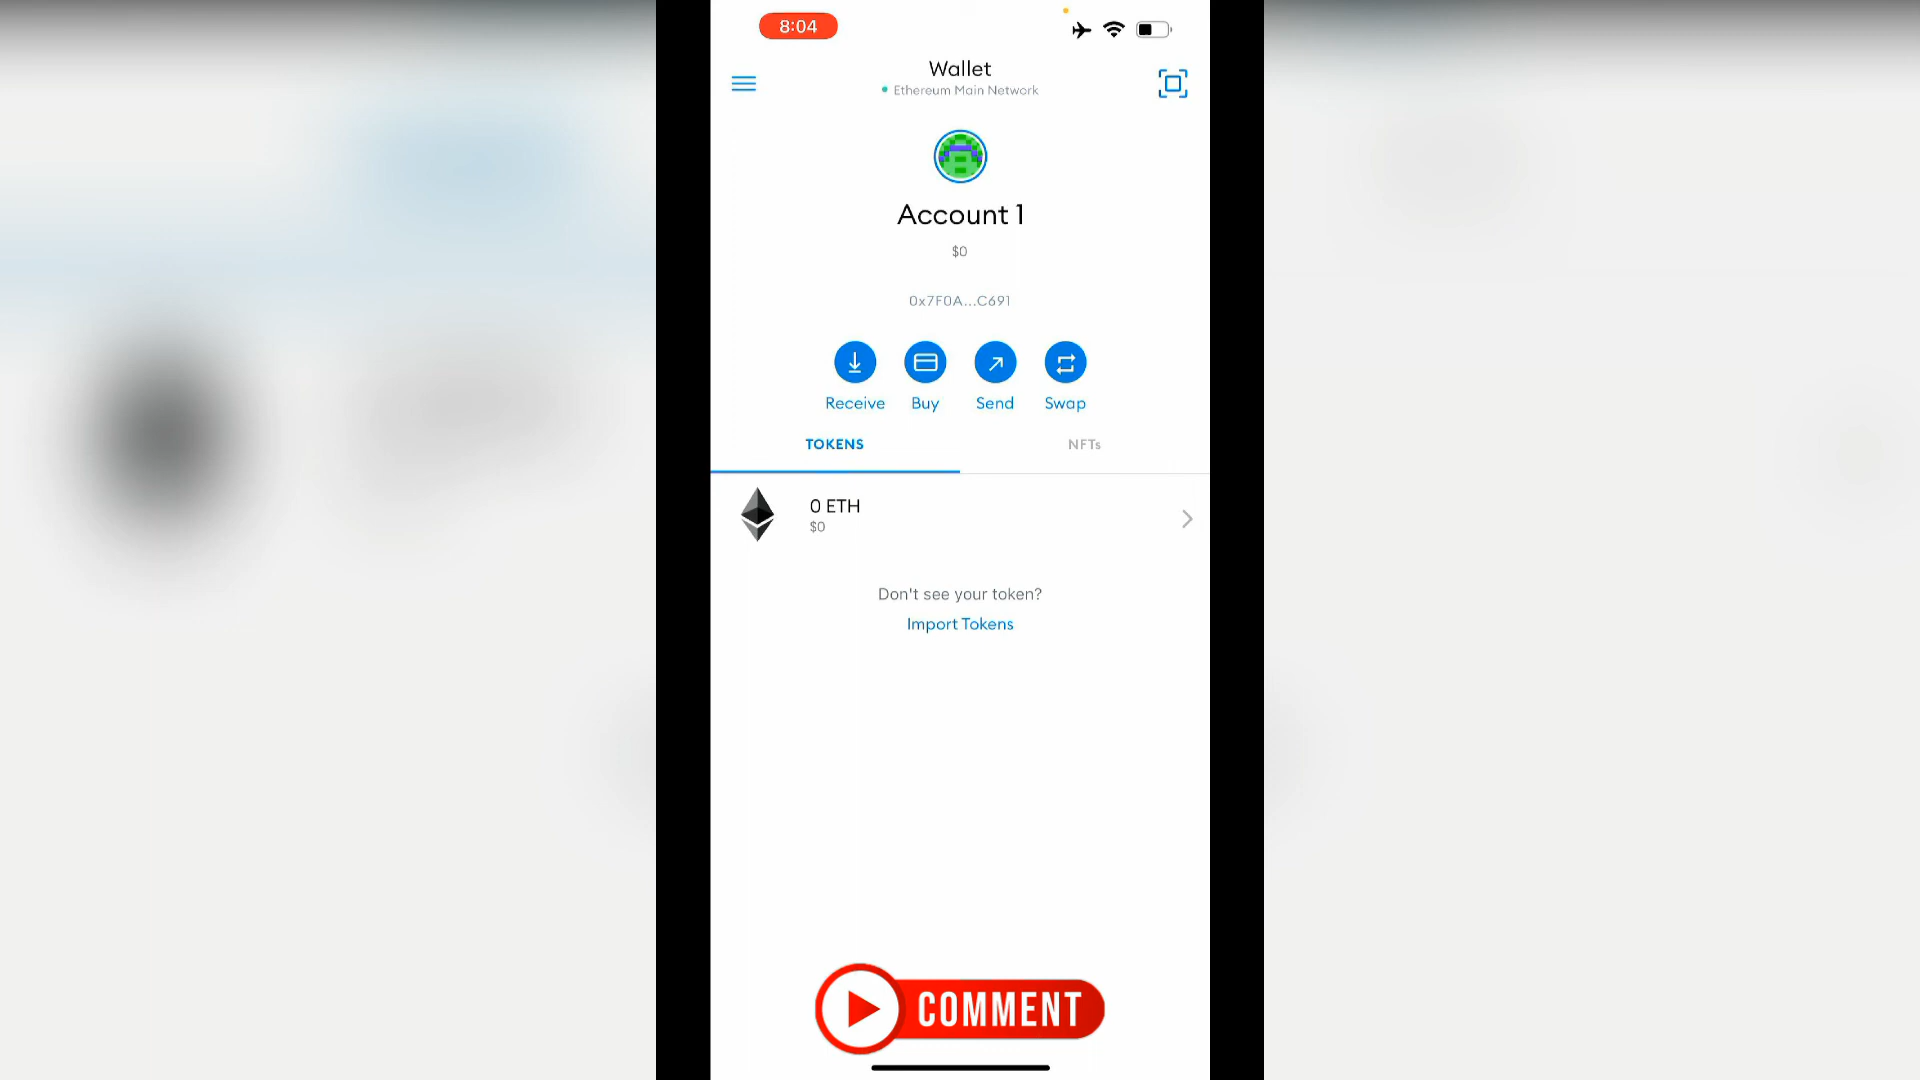 8:04
Wallet
Ethereum Main Network
Account 1
$0
0x7F0A...C691
Receive Buy Send Swap
TOKENS NFTs
0 ETH
$0
Don't see your token?
Import Tokens
COMMENT